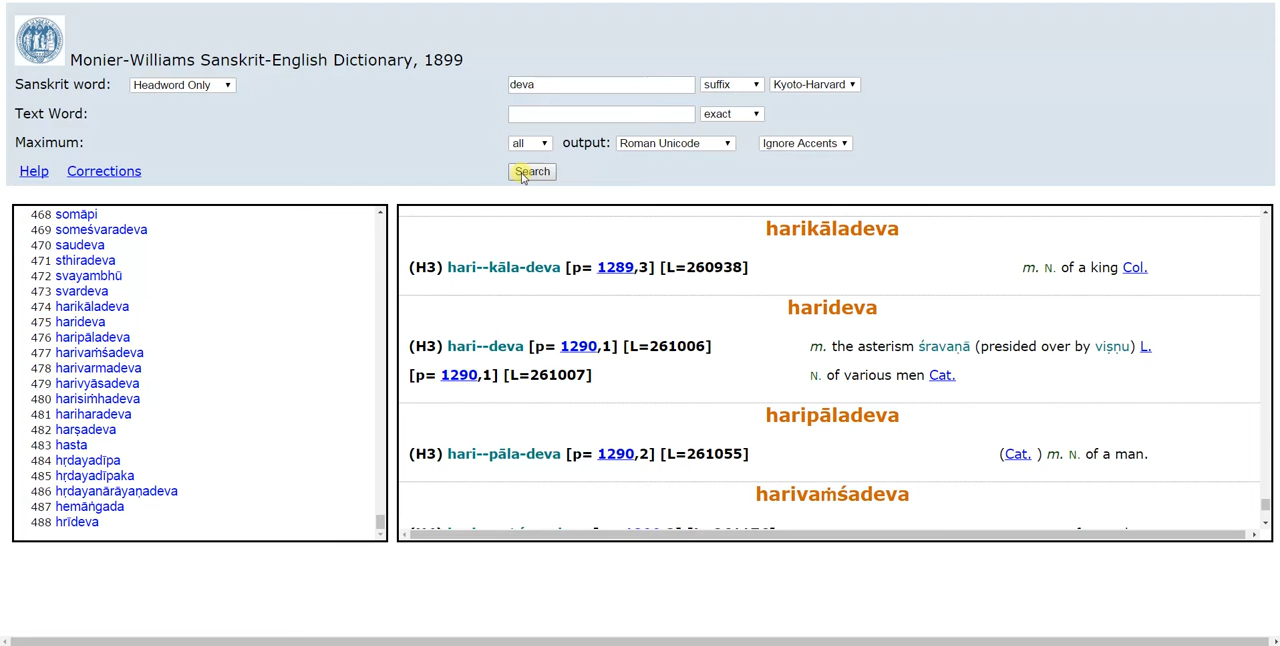 Monier-Williams Sanskrit-English Dictionary, 1899
Sanskrit word: Headword Only deva suffix Kyoto-Harvard
Text Word: exact
Maximum: all output: Roman Unicode Ignore Accents
Help Corrections Search
468 somāpi
469 someśvaradeva
470 saudeva
471 sthiradeva
472 svayambhū
473 svardeva
474 harikāladeva
475 harideva
476 haripāladeva
477 harivaṁśadeva
478 harivarmadeva
479 harivyāsadeva
480 harisiṁhadeva
481 hariharadeva
482 harṣadeva
483 hasta
484 hṛdayadīpa
485 hṛdayadīpaka
486 hṛdayanārāyaṇadeva
487 hemāṅgada
488 hrīdeva
harikāladeva
(H3) hari--kāla-deva [p= 1289,3] [L=260938] m. N. of a king Col.
harideva
(H3) hari--deva [p= 1290,1] [L=261006] m. the asterism śravaṇā (presided over by viṣṇu) L.
[p= 1290,1] [L=261007] N. of various men Cat.
haripāladeva
(H3) hari--pāla-deva [p= 1290,2] [L=261055] (Cat. ) m. N. of a man.
harivaṁśadeva